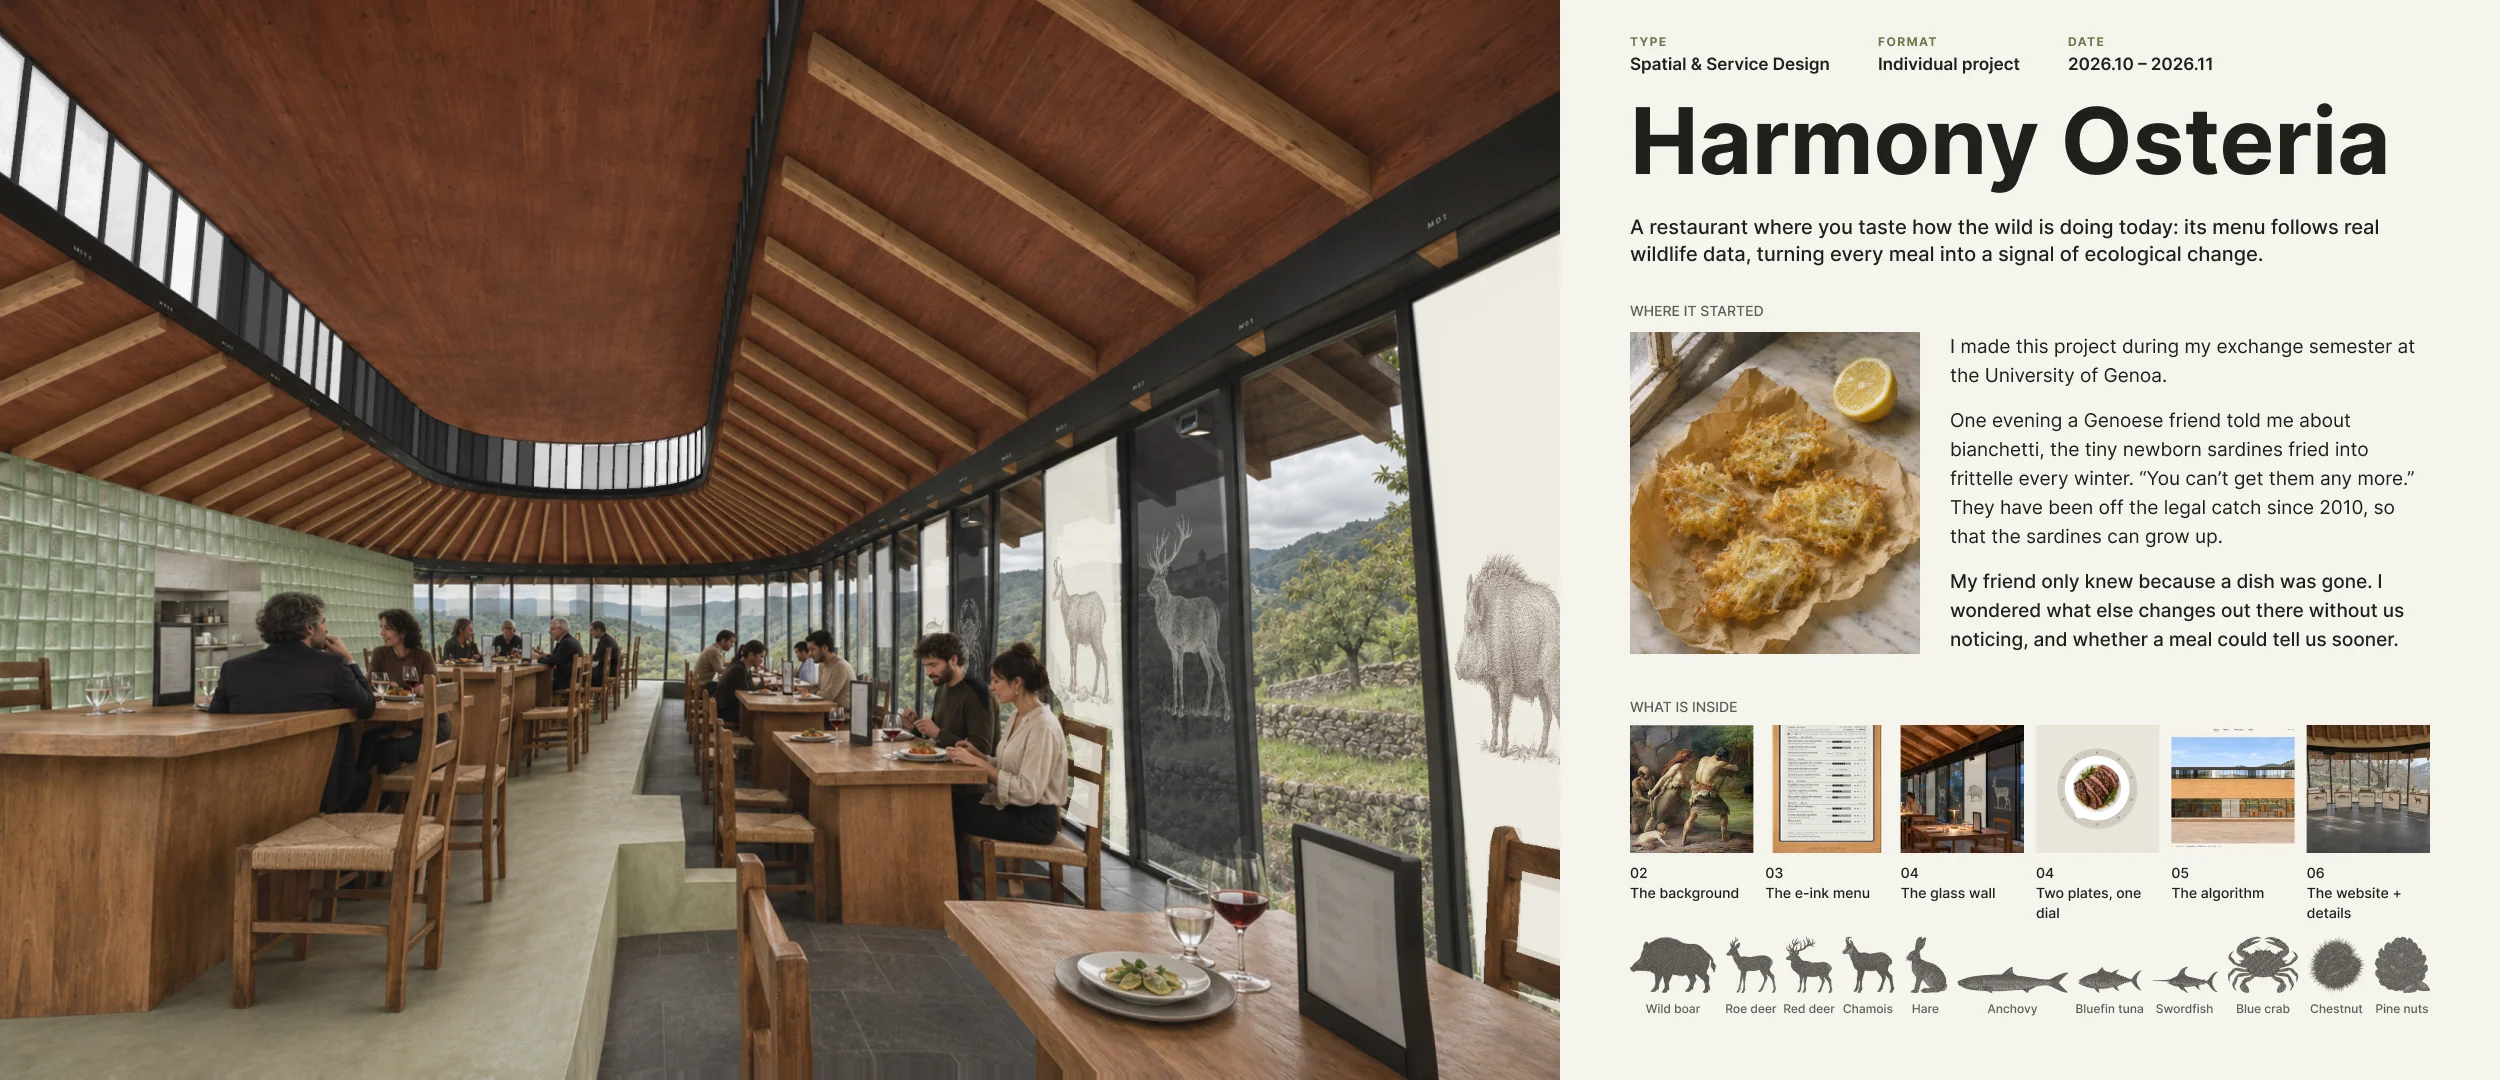 TYPE
Spatial & Service Design
FORMAT
Individual project
DATE
2026.10 – 2026.11
Harmony Osteria
A restaurant where you taste how the wild is doing today: its menu follows real
wildlife data, turning every meal into a signal of ecological change.
WHERE IT STARTED
I made this project during my exchange semester at
the University of Genoa.
One evening a Genoese friend told me about
bianchetti, the tiny newborn sardines fried into
frittelle every winter. “You can’t get them any more.”
They have been off the legal catch since 2010, so
that the sardines can grow up.
My friend only knew because a dish was gone. I
wondered what else changes out there without us
noticing, and whether a meal could tell us sooner.
WHAT IS INSIDE
02
The background
03
The e-ink menu
04
The glass wall
04
Two plates, one
dial
05
The algorithm
06
The website +
details
Wild boar
Roe deer
Red deer
Chamois
Hare
Anchovy
Bluefin tuna
Swordfish
Blue crab
Chestnut
Pine nuts